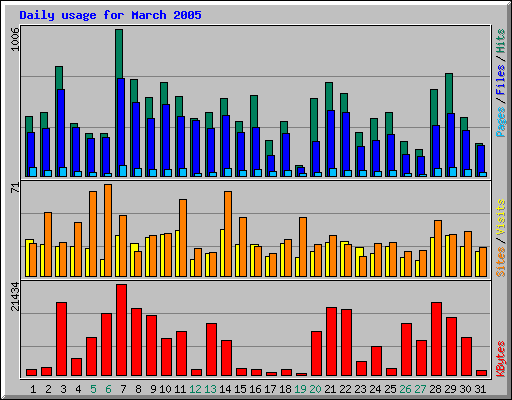 Daily usage for March 2005
1006
Pages / Files / Hits
71
Sites / Visits
21434
KBytes
1 2 3 4 5 6 7 8 9 10 11 12 13 14 15 16 17 18 19 20 21 22 23 24 25 26 27 28 29 30 31